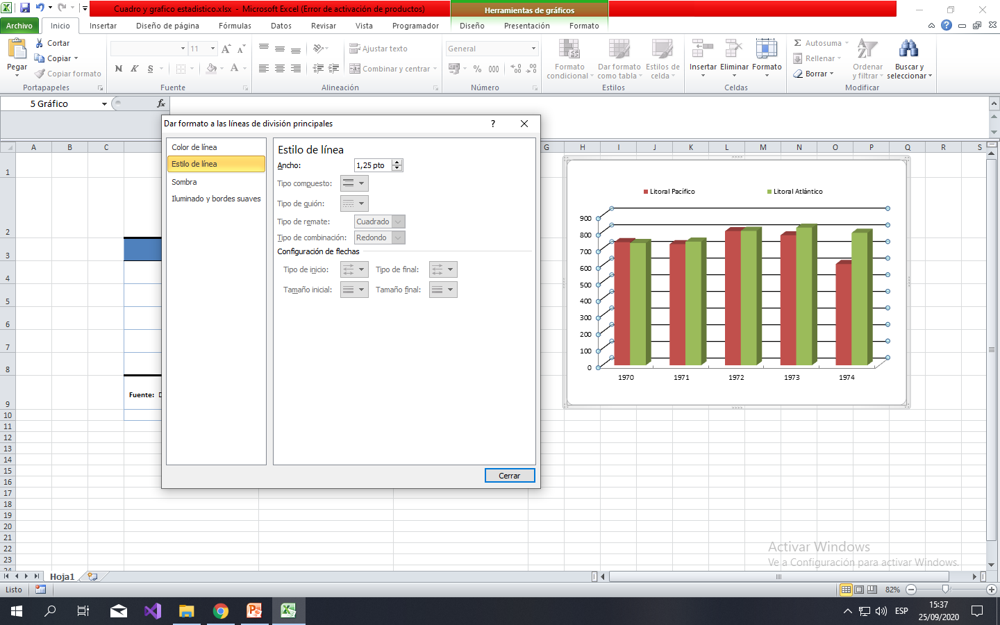 Cuadro y grafico estadistico.xlsx - Microsoft Excel (Error de activación de productos)
Herramientas de gráficos
Archivo Inicio Insertar Diseño de página Fórmulas Datos Revisar Vista Programador Diseño Presentación Formato
Pegar
Cortar
Copiar
Copiar formato
Portapapeles
11
N K S
A
Fuente
Ajustar texto
Combinar y centrar
Alineación
General
% 000
Número
Formato condicional
Dar formato como tabla
Estilos de celda
Estilos
Insertar Eliminar Formato
Celdas
Autosuma
Rellenar
Borrar
Ordenar y filtrar
Buscar y seleccionar
Modificar
5 Gráfico
fx
A B C G H I J K L M N O P Q R S
1
2
3
4
5
6
7
8
9
10
11
12
13
14
15
16
17
18
19
20
21
22
23
24
Fuente: D
Dar formato a las líneas de división principales
Color de línea
Estilo de línea
Sombra
Iluminado y bordes suaves
Estilo de línea
Ancho: 1,25 pto
Tipo compuesto:
Tipo de guión:
Tipo de remate: Cuadrado
Tipo de combinación: Redondo
Configuración de flechas
Tipo de inicio: Tipo de final:
Tamaño inicial: Tamaño final:
Cerrar
Litoral Pacífico Litoral Atlántico
900
800
700
600
500
400
300
200
100
0
1970 1971 1972 1973 1974
Activar Windows
Ve a Configuración para activar Windows.
Hoja1
Listo
82%
ESP
15:37
25/09/2020